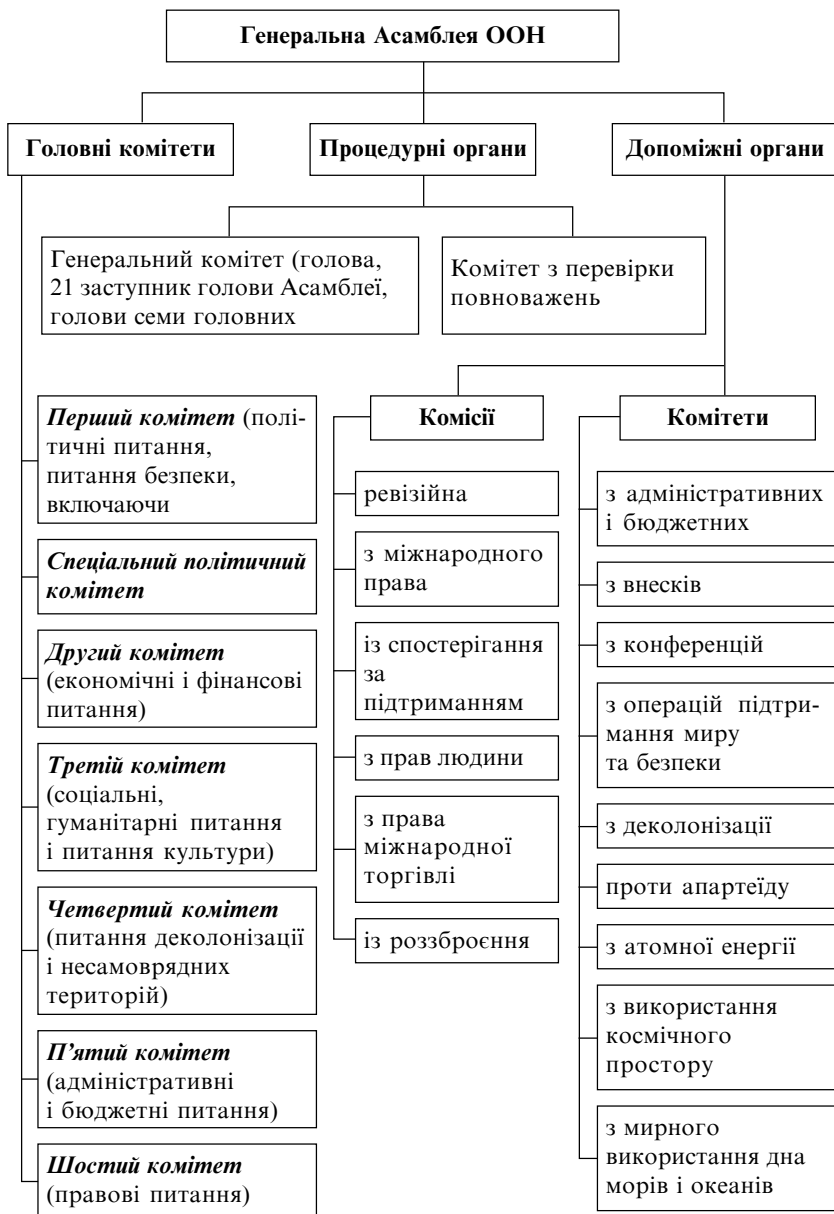 Генеральна Асамблея ООН
Головні комітети
Процедурні органи
Допоміжні органи
Генеральний комітет (голова,
21 заступник голови Асамблеї,
голови семи головних
Комітет з перевірки
повноважень
Перший комітет (полі-
тичні питання,
питання безпеки,
включаючи
Спеціальний політичний
комітет
Другий комітет
(економічні і фінансові
питання)
Третій комітет
(соціальні,
гуманітарні питання
і питання культури)
Четвертий комітет
(питання деколонізації
і несамоврядних
територій)
П’ятий комітет
(адміністративні
і бюджетні питання)
Шостий комітет
(правові питання)
Комісії
ревізійна
з міжнародного
права
із спостерігання
за
підтриманням
з прав людини
з права
міжнародної
торгівлі
із роззброєння
Комітети
з адміністративних
і бюджетних
з внесків
з конференцій
з операцій підтри-
мання миру
та безпеки
з деколонізації
проти апартеїду
з атомної енергії
з використання
космічного
простору
з мирного
використання дна
морів і океанів